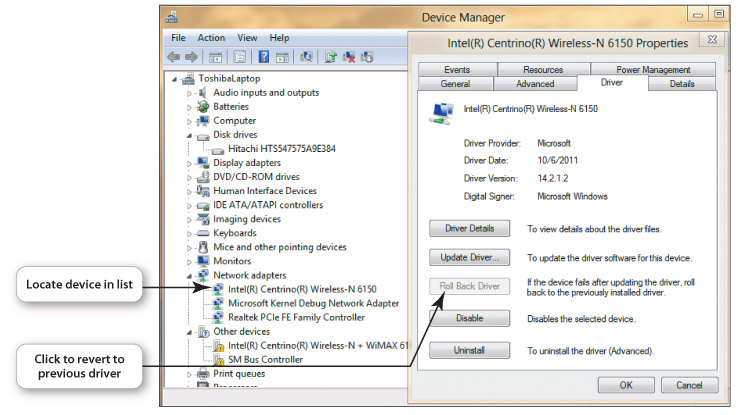 Device Manager
File Action View Help
ToshibaLaptop
Audio inputs and outputs
Batteries
Computer
Disk drives
Hitachi HTS547575A9E384
Display adapters
DVD/CD-ROM drives
Human Interface Devices
IDE ATA/ATAPI controllers
Imaging devices
Keyboards
Mice and other pointing devices
Monitors
Network adapters
Intel(R) Centrino(R) Wireless-N 6150
Microsoft Kernel Debug Network Adapter
Realtek PCIe FE Family Controller
Other devices
Intel(R) Centrino(R) Wireless-N + WiMAX
SM Bus Controller
Print queues
Locate device in list
Click to revert to
previous driver
Intel(R) Centrino(R) Wireless-N 6150 Properties
Events Resources Power Management
General Advanced Driver Details
Intel(R) Centrino(R) Wireless-N 6150
Driver Provider: Microsoft
Driver Date: 10/6/2011
Driver Version: 14.2.1.2
Digital Signer: Microsoft Windows
Driver Details To view details about the driver files.
Update Driver... To update the driver software for this device.
Roll Back Driver If the device fails after updating the driver, roll
back to the previously installed driver.
Disable Disables the selected device.
Uninstall To uninstall the driver (Advanced).
OK Cancel